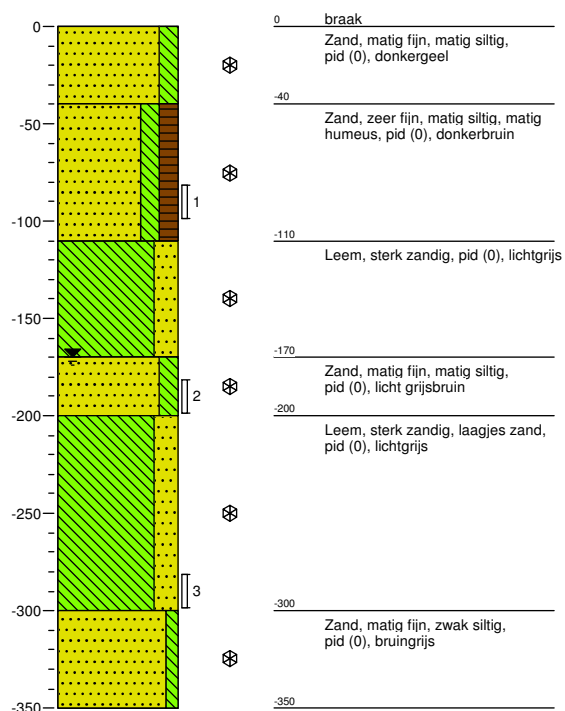 0
-50
-100
-150
-200
-250
-300
-350
1
2
3
0 braak
Zand, matig fijn, matig siltig,
pid (0), donkergeel
-40
Zand, zeer fijn, matig siltig, matig
humeus, pid (0), donkerbruin
-110
Leem, sterk zandig, pid (0), lichtgrijs
-170
Zand, matig fijn, matig siltig,
pid (0), licht grijsbruin
-200
Leem, sterk zandig, laagjes zand,
pid (0), lichtgrijs
-300
Zand, matig fijn, zwak siltig,
pid (0), bruingrijs
-350